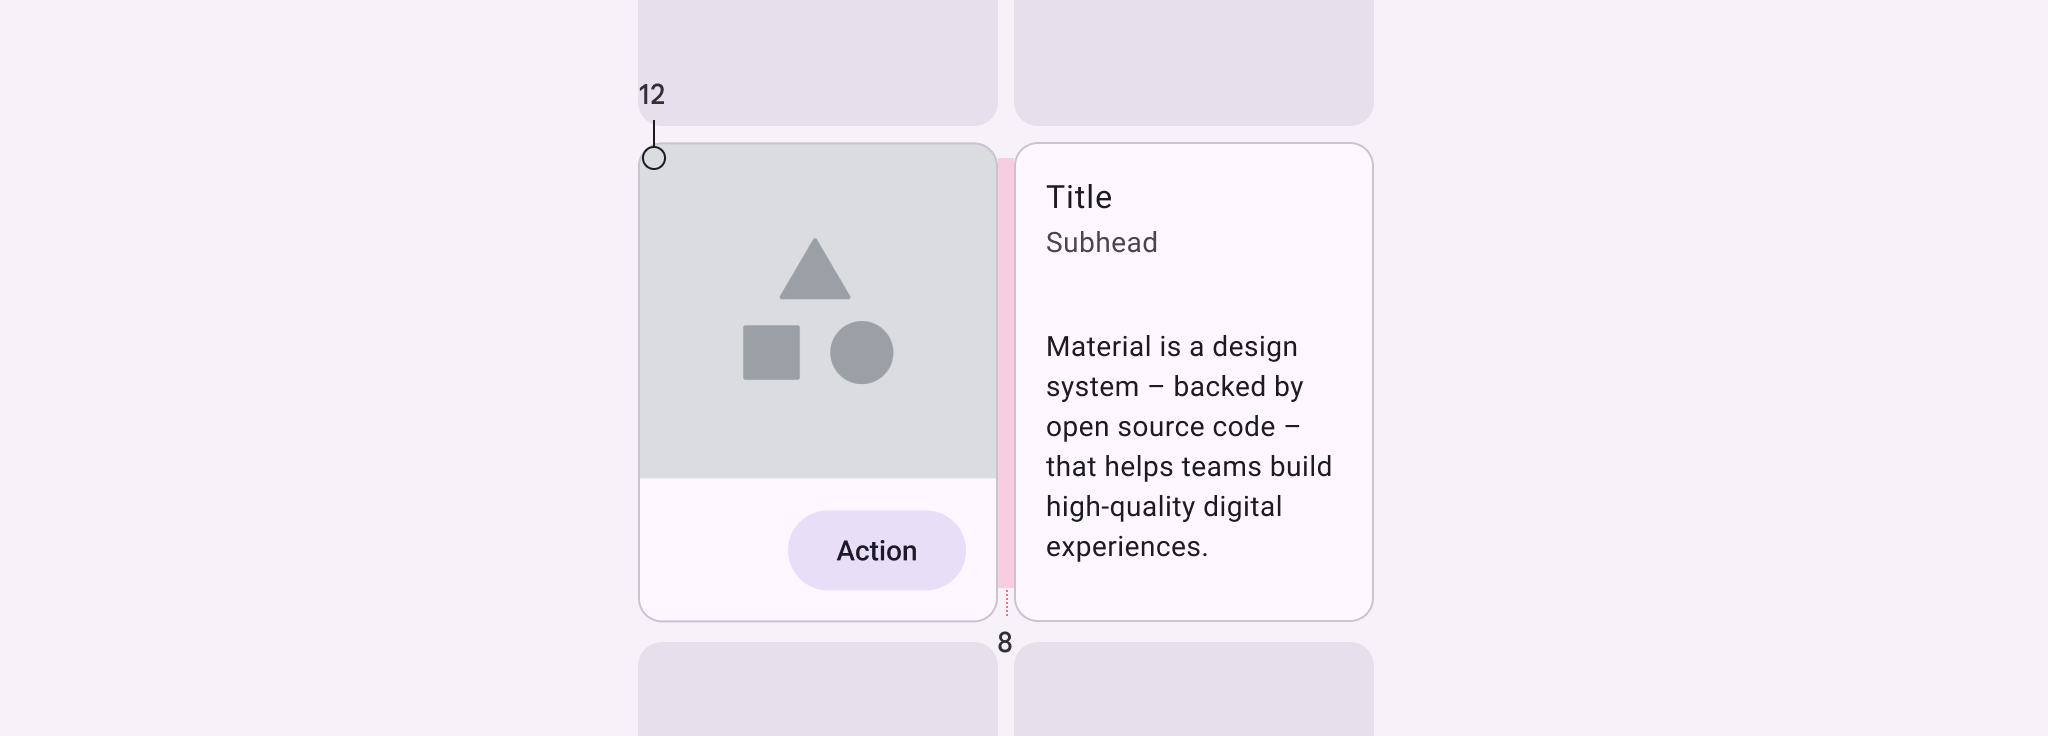 12
Title
Subhead
Material is a design
system – backed by
open source code –
that helps teams build
high-quality digital
experiences.
Action
8